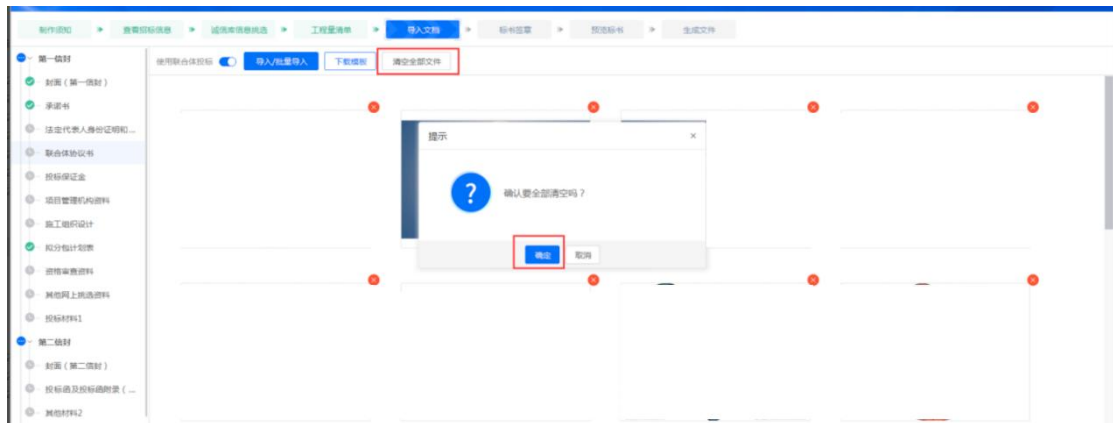 制作须知 » 查看招标信息 » 诚信库信息挑选 » 工程量清单 » 导入文档 » 标书签章 » 预览标书 » 生成文件
第一信封
使用联合体投标 导入/批量导入 下载模板 清空全部文件
封面（第一信封）
承诺书
法定代表人身份证明和...
联合体协议书
投标保证金
项目管理机构资料
施工组织设计
拟分包计划表
资格审查资料
其他网上挑选资料
投标材料1
第二信封
封面（第二信封）
投标函及投标函附录（...
其他材料2
提示
确认要全部清空吗？
确定 取消